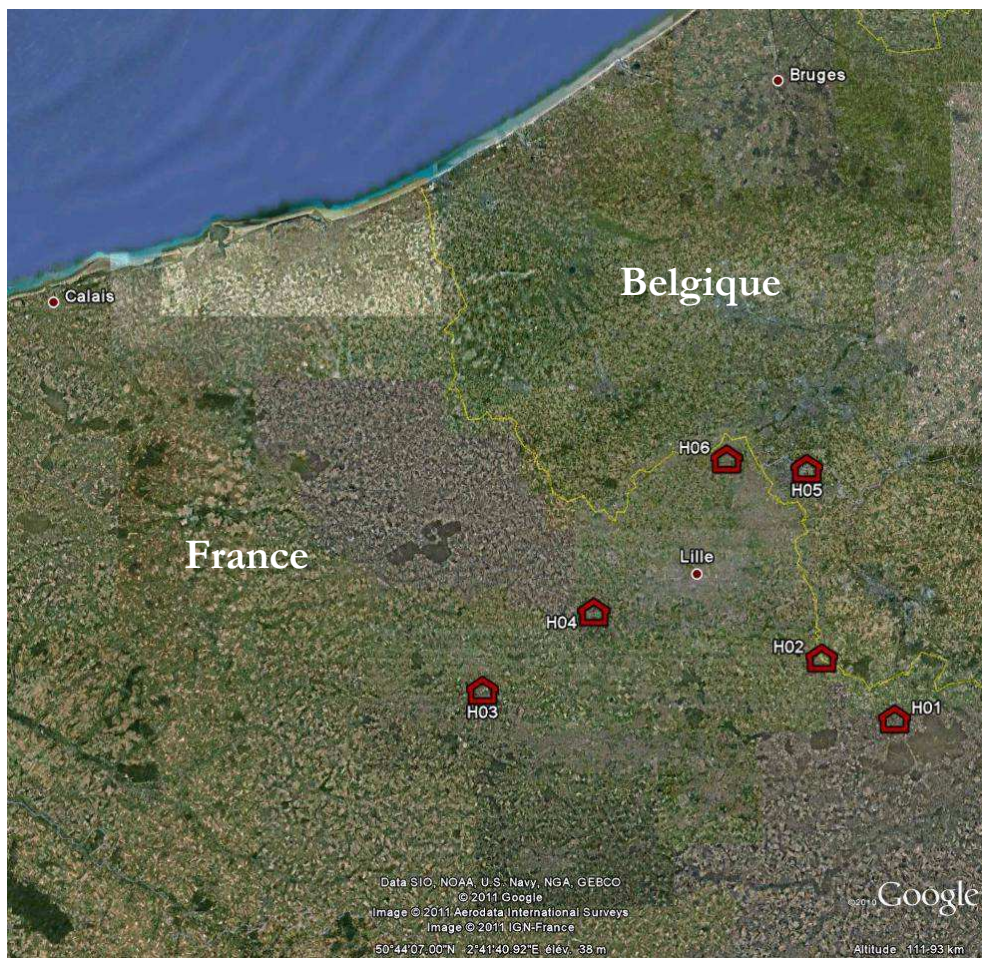 Bruges
Belgique
Calais
H06
H05
France
Lille
H04
H02
H03
H01
Data SIO, NOAA, U.S. Navy, NGA, GEBCO
© 2011 Google
Image © 2011 Aerodata International Surveys
Image © 2011 IGN-France
©2010 Google
50°44'07.00"N 2°41'40.92"E élév. 38 m
Altitude 111.93 km